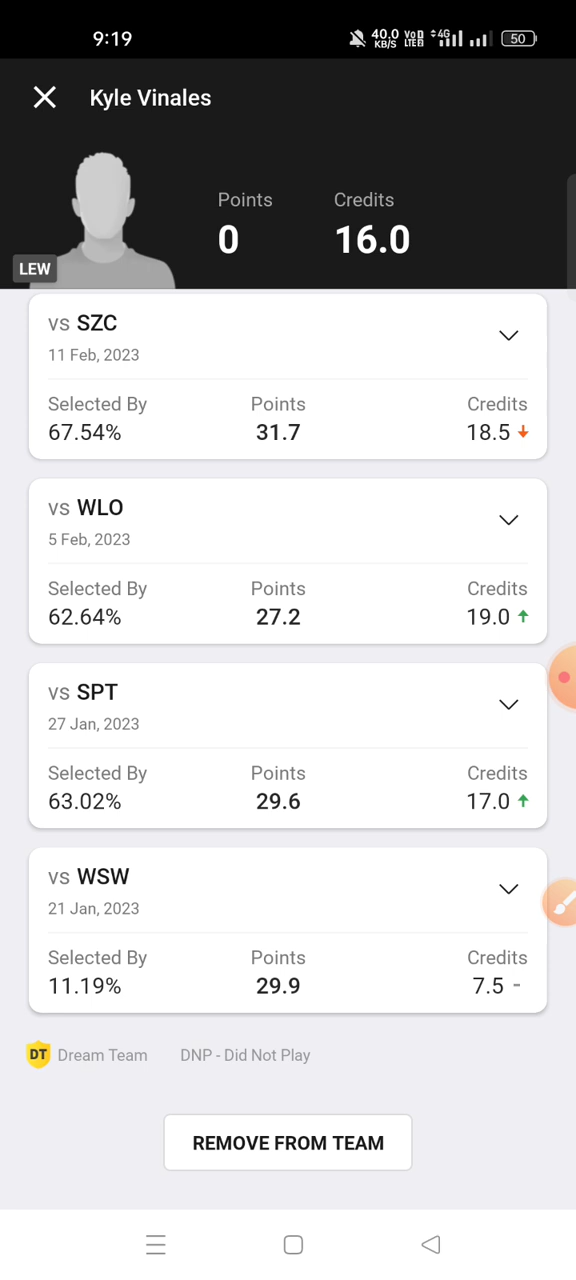 9:19
40.0 KB/S
VoD LTE2
4G
50
Kyle Vinales
Points
Credits
0
16.0
LEW
vs SZC
11 Feb, 2023
Selected By
Points
Credits
67.54%
31.7
18.5
vs WLO
5 Feb, 2023
Selected By
Points
Credits
62.64%
27.2
19.0
vs SPT
27 Jan, 2023
Selected By
Points
Credits
63.02%
29.6
17.0
vs WSW
21 Jan, 2023
Selected By
Points
Credits
11.19%
29.9
7.5 -
DT Dream Team
DNP - Did Not Play
REMOVE FROM TEAM